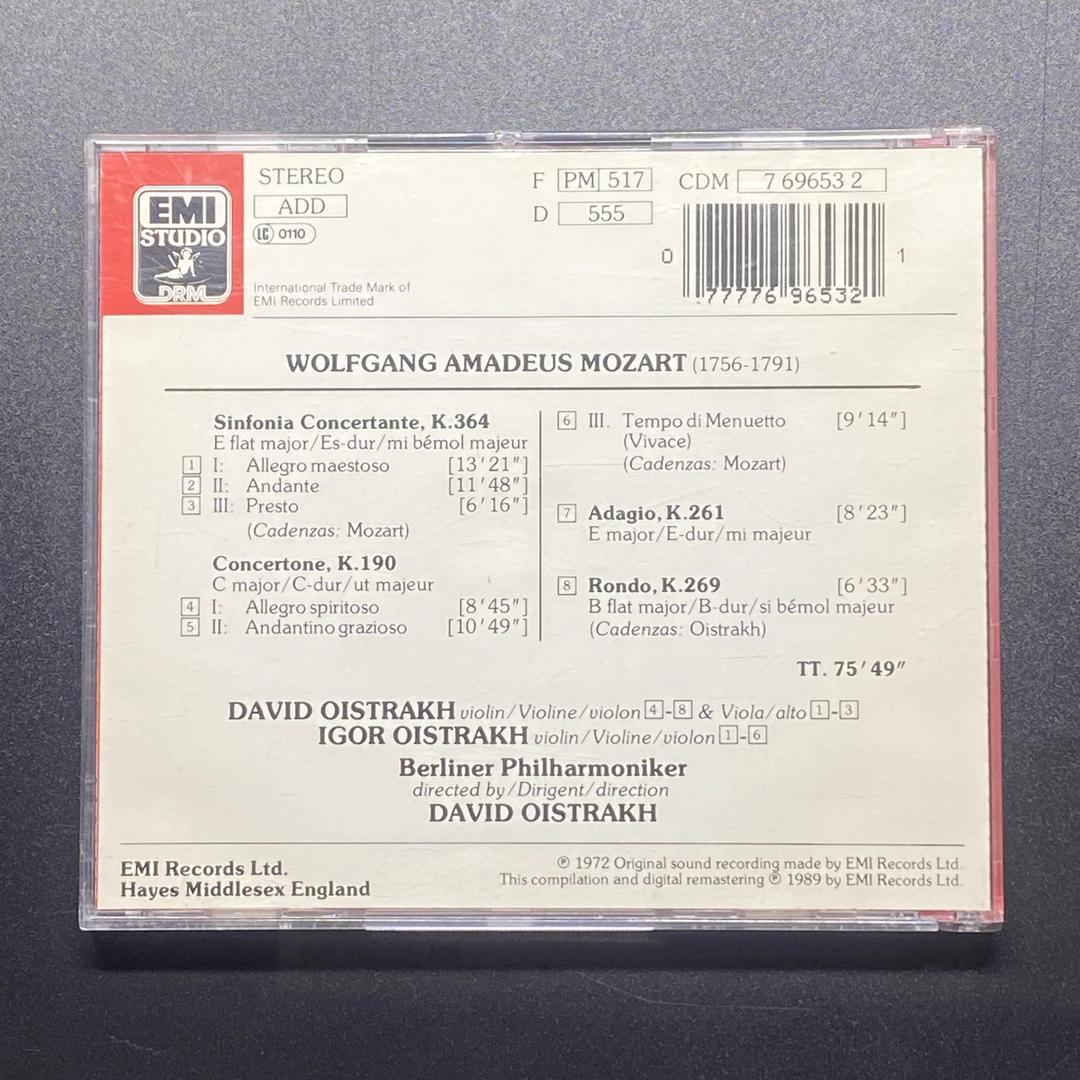 EMI
STUDIO
DRM
STEREO
ADD
LC 0110
International Trade Mark of
EMI Records Limited
F PM 517 CDM 7 69653 2
D 555
0 77776 96532 1
WOLFGANG AMADEUS MOZART (1756-1791)
Sinfonia Concertante, K.364
E flat major/Es-dur/mi bémol majeur
1 I: Allegro maestoso [13'21"]
2 II: Andante [11'48"]
3 III: Presto [6'16"]
(Cadenzas: Mozart)
Concertone, K.190
C major/C-dur/ut majeur
4 I: Allegro spiritoso [8'45"]
5 II: Andantino grazioso [10'49"]
6 III. Tempo di Menuetto [9'14"]
(Vivace)
(Cadenzas: Mozart)
7 Adagio, K.261 [8'23"]
E major/E-dur/mi majeur
8 Rondo, K.269 [6'33"]
B flat major/B-dur/si bémol majeur
(Cadenzas: Oistrakh)
TT. 75'49"
DAVID OISTRAKH violin/Violine/violon 4-8 & Viola/alto 1-3
IGOR OISTRAKH violin/Violine/violon 1-6
Berliner Philharmoniker
directed by/Dirigent/direction
DAVID OISTRAKH
EMI Records Ltd.
Hayes Middlesex England
℗ 1972 Original sound recording made by EMI Records Ltd.
This compilation and digital remastering ℗ 1989 by EMI Records Ltd.